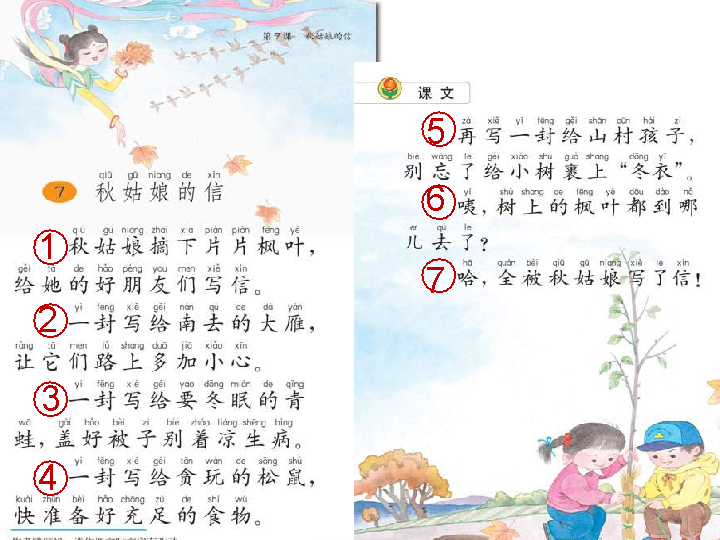 第7课 秋姑娘的信
qiū gū niang de xìn
7 秋姑娘的信
qiū gū niang zhāi xià piàn piàn fēng yè
①秋姑娘摘下片片枫叶，
gěi tā de hǎo péng you men xiě xìn
给她的好朋友们写信。
yì fēng xiě gěi nán qù de dà yàn
②一封写给南去的大雁，
ràng tā men lù shang duō jiā xiǎo xīn
让它们路上多加小心。
yì fēng xiě gěi yào dōng mián de qīng
③一封写给要冬眠的青
wā gài hǎo bèi zi bié zháo liáng shēng bìng
蛙，盖好被子别着凉生病。
yì fēng xiě gěi tān wán de sōng shǔ
④一封写给贪玩的松鼠，
kuài zhǔn bèi hǎo chōng zú de shí wù
快准备好充足的食物。
课文
zài xiě yì fēng gěi shān cūn hái zi
⑤再写一封给山村孩子，
bié wàng le gěi xiǎo shù guǒ shang dōng yī
别忘了给小树裹上“冬衣”。
yí shù shang de fēng yè dōu dào nǎ
⑥咦，树上的枫叶都到哪
er qù le
儿去了？
hā quán bèi qiū gū niang xiě le xìn
⑦哈，全被秋姑娘写了信！